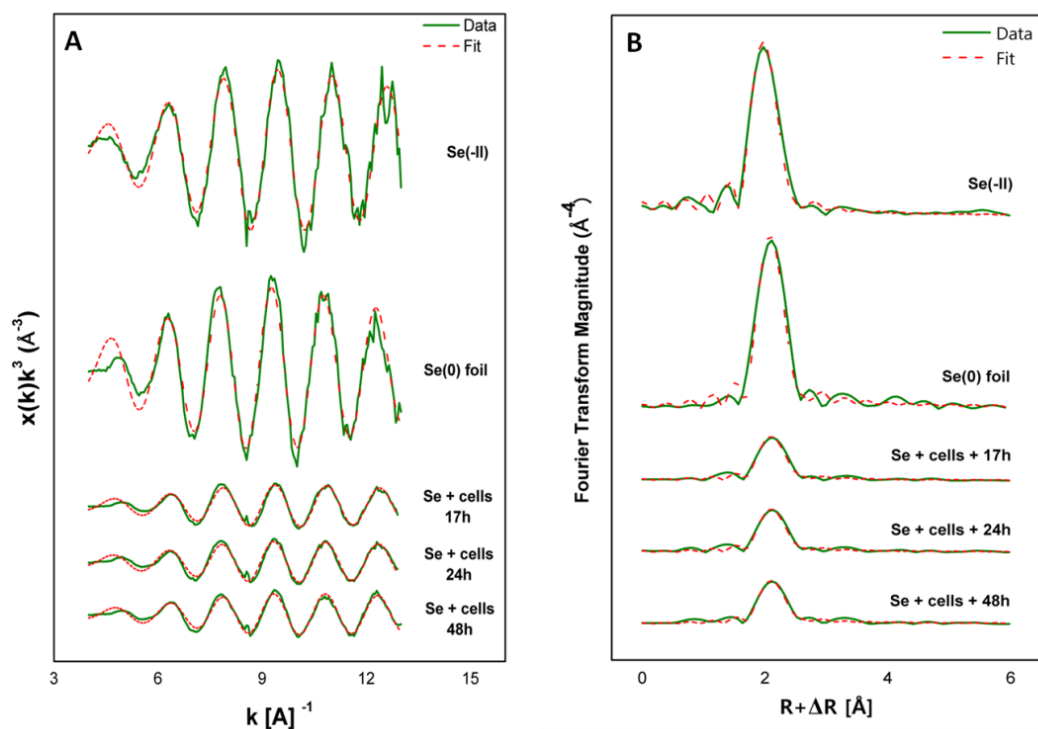 A
Data
Fit
Se(-II)
Se(0) foil
Se + cells
17h
Se + cells
24h
Se + cells
48h
x(k)k³ (Å⁻³)
3 6 9 12 15
k [A] ⁻¹
B
Data
Fit
Se(-II)
Se(0) foil
Se + cells + 17h
Se + cells + 24h
Se + cells + 48h
Fourier Transform Magnitude (Å⁻⁴)
0 2 4 6
R+ΔR [Å]